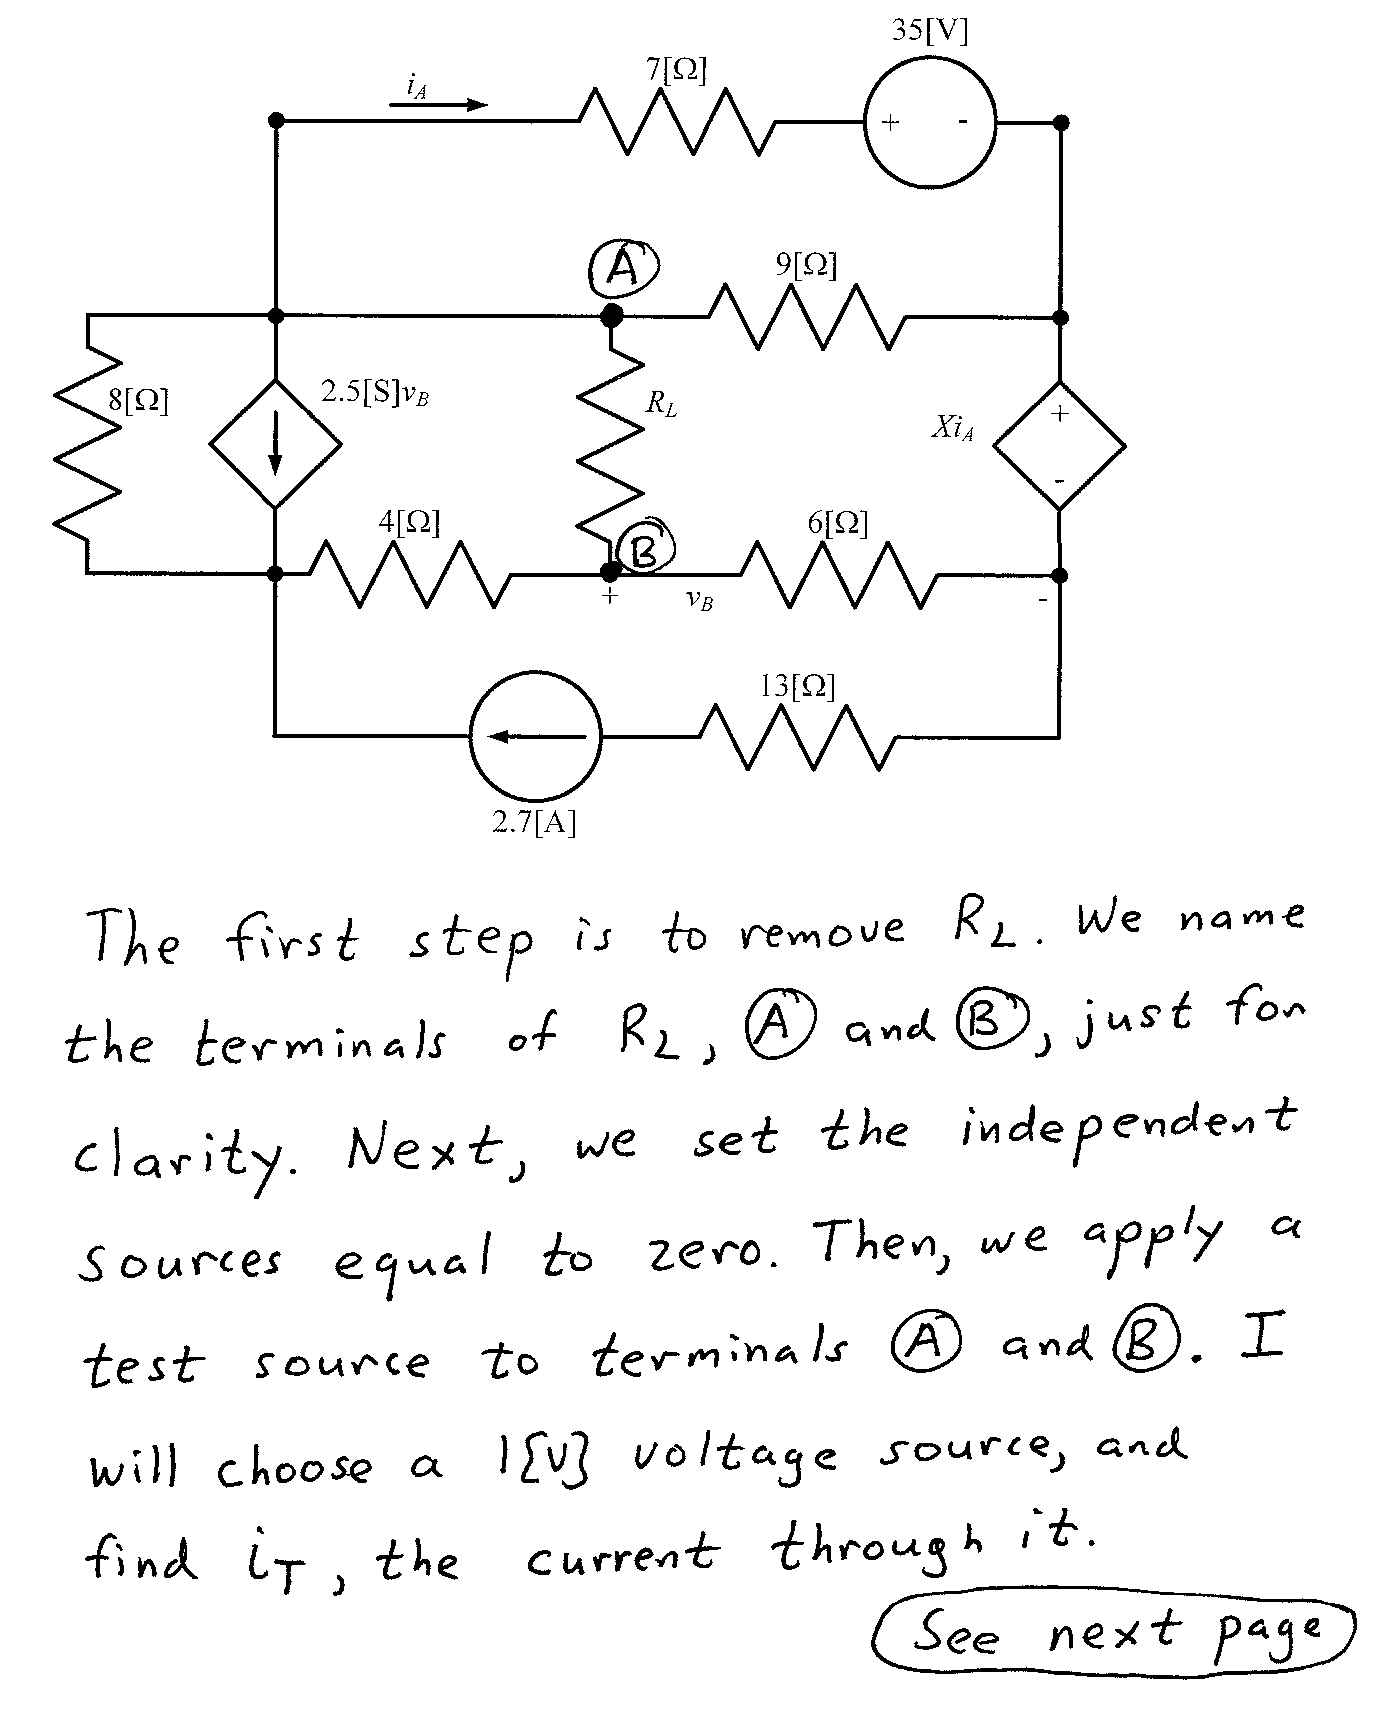 35[V]
7[Ω]
iA
+ -
A
9[Ω]
8[Ω]
2.5[S]vB
RL
XiA
+
-
4[Ω]
B
6[Ω]
+ vB -
13[Ω]
2.7[A]
The first step is to remove RL. We name
the terminals of RL, A and B, just for
clarity. Next, we set the independent
sources equal to zero. Then, we apply a
test source to terminals A and B. I
will choose a 1[V] voltage source, and
find iT, the current through it.
See next page